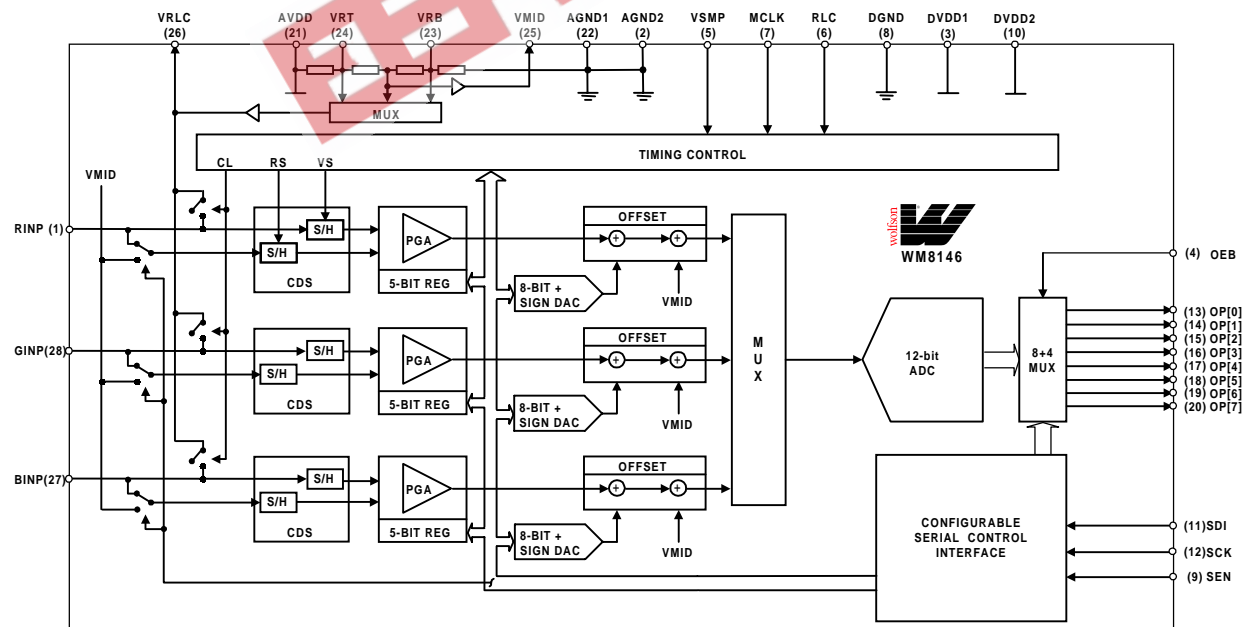 VRLC AVDD VRT VRB VMID AGND1 AGND2 VSMP MCLK RLC DGND DVDD1 DVDD2
(26) (21) (24) (23) (25) (22) (2) (5) (7) (6) (8) (3) (10)
MUX
TIMING CONTROL
CL RS VS
VMID
RINP (1)
S/H
S/H
CDS
PGA
5-BIT REG
OFFSET
+ +
8-BIT +
SIGN DAC
VMID
GINP(28)
S/H
S/H
CDS
PGA
5-BIT REG
OFFSET
+ +
8-BIT +
SIGN DAC
VMID
BINP(27)
S/H
S/H
CDS
PGA
5-BIT REG
OFFSET
+ +
8-BIT +
SIGN DAC
VMID
M
U
X
wolfson
WM8146
12-bit
ADC
8+4
MUX
(4) OEB
(13) OP[0]
(14) OP[1]
(15) OP[2]
(16) OP[3]
(17) OP[4]
(18) OP[5]
(19) OP[6]
(20) OP[7]
CONFIGURABLE
SERIAL CONTROL
INTERFACE
(11)SDI
(12)SCK
(9) SEN